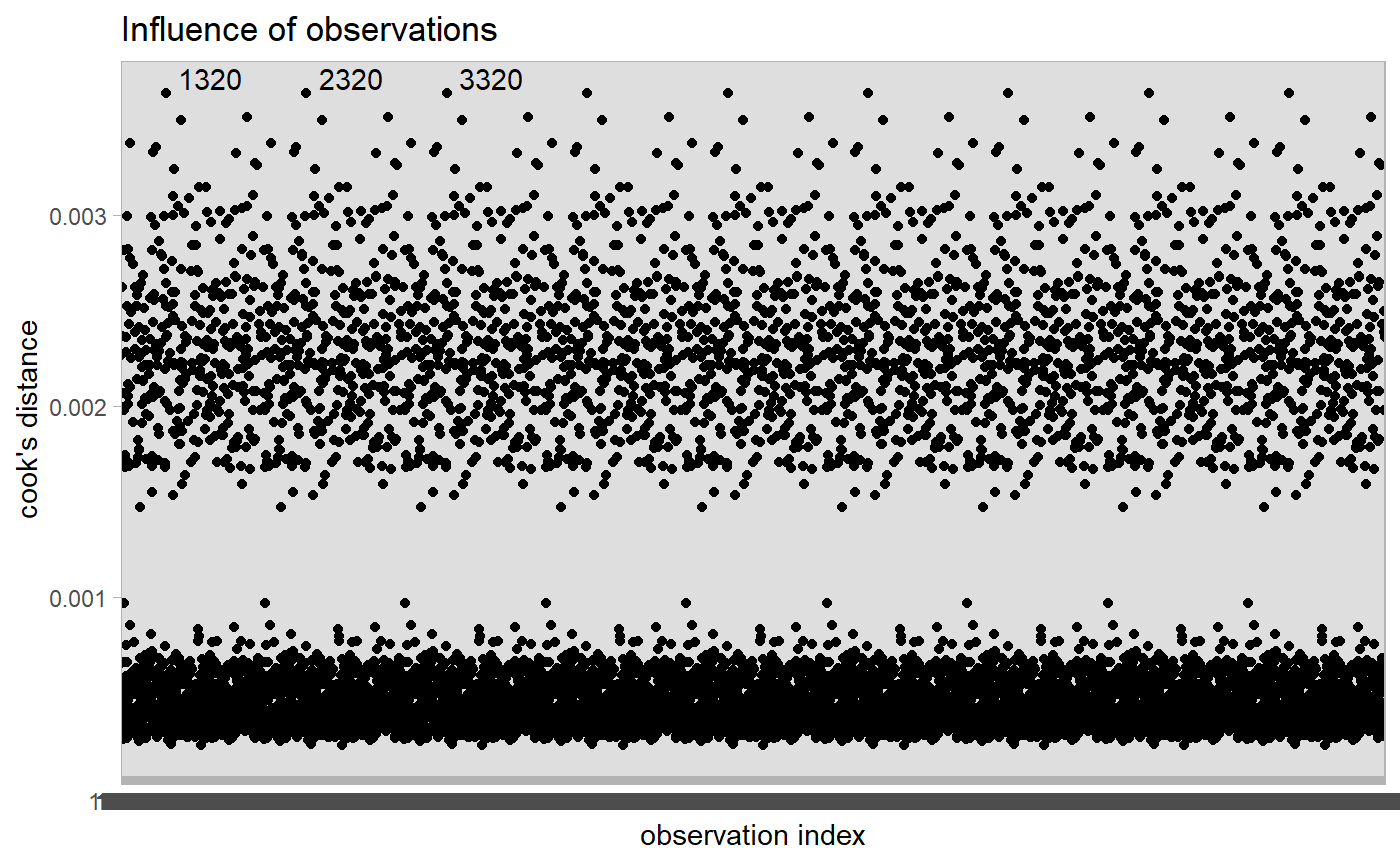 Influence of observations
1320 2320 3320
0.003
0.002
0.001
cook's distance
observation index